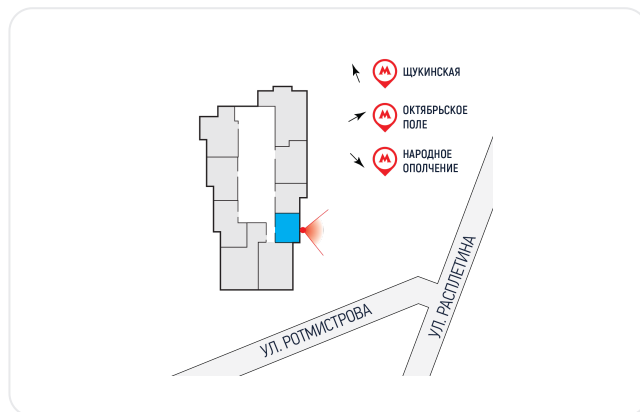 М ЩУКИНСКАЯ
М ОКТЯБРЬСКОЕ
ПОЛЕ
М НАРОДНОЕ
ОПОЛЧЕНИЕ
УЛ. РОТМИСТРОВА
УЛ. РАСПЛЕТИНА